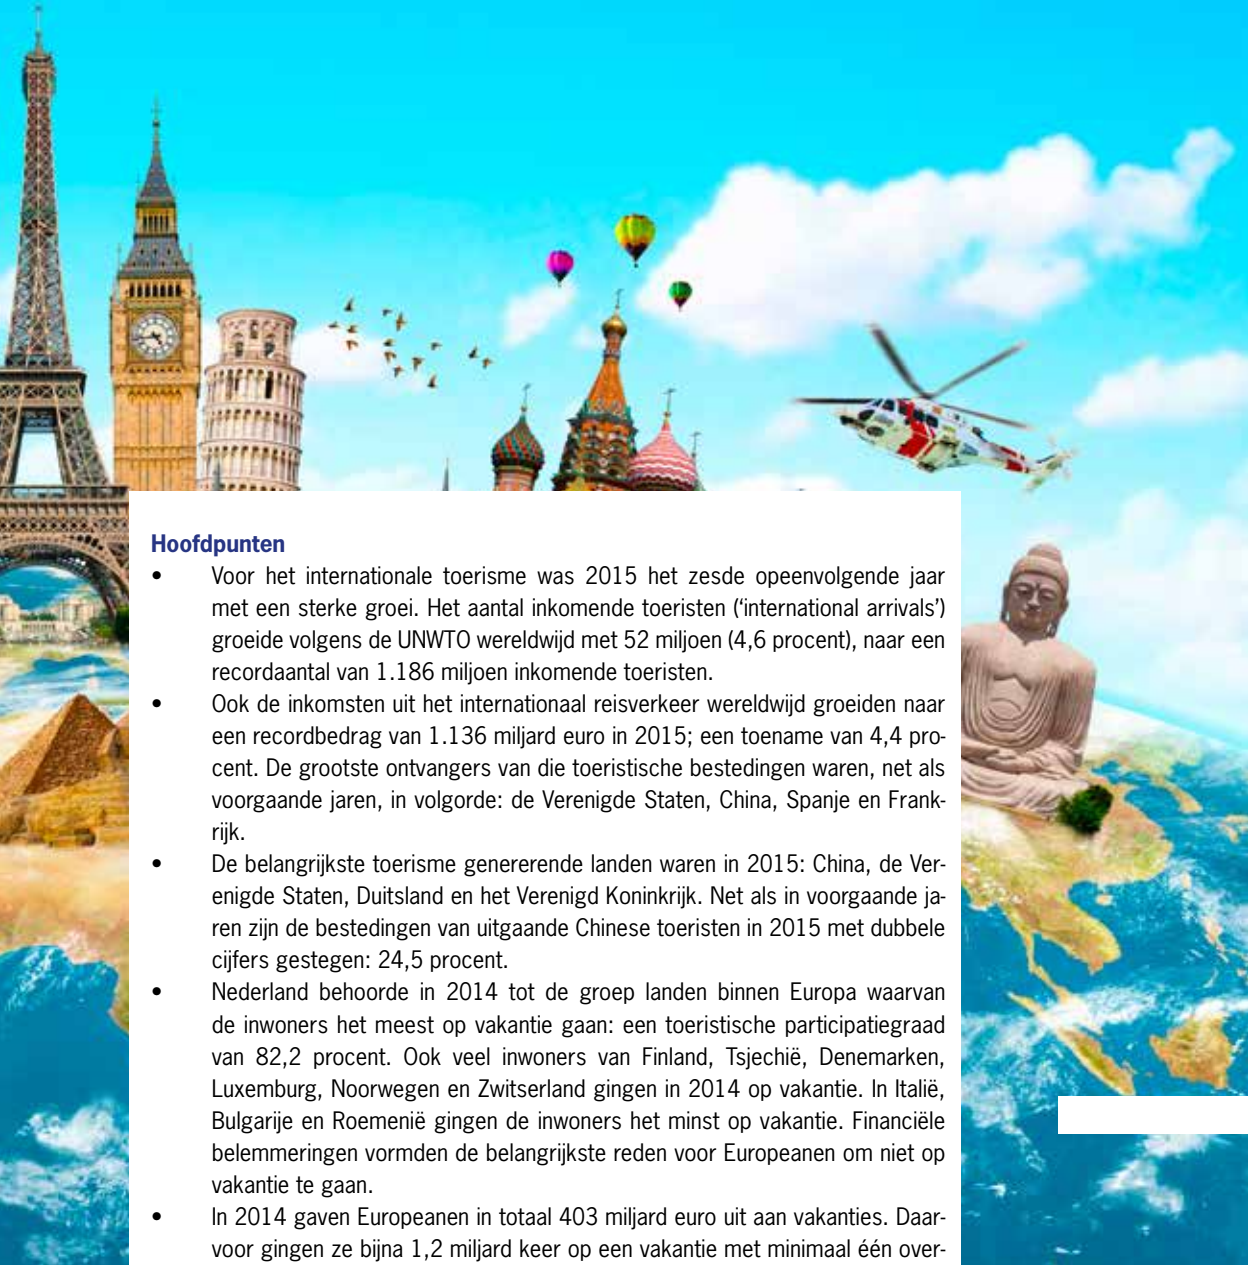 Hoofdpunten
• Voor het internationale toerisme was 2015 het zesde opeenvolgende jaar
met een sterke groei. Het aantal inkomende toeristen (‘international arrivals’)
groeide volgens de UNWTO wereldwijd met 52 miljoen (4,6 procent), naar een
recordaantal van 1.186 miljoen inkomende toeristen.
• Ook de inkomsten uit het internationaal reisverkeer wereldwijd groeiden naar
een recordbedrag van 1.136 miljard euro in 2015; een toename van 4,4 pro-
cent. De grootste ontvangers van die toeristische bestedingen waren, net als
voorgaande jaren, in volgorde: de Verenigde Staten, China, Spanje en Frank-
rijk.
• De belangrijkste toerisme genererende landen waren in 2015: China, de Ver-
enigde Staten, Duitsland en het Verenigd Koninkrijk. Net als in voorgaande ja-
ren zijn de bestedingen van uitgaande Chinese toeristen in 2015 met dubbele
cijfers gestegen: 24,5 procent.
• Nederland behoorde in 2014 tot de groep landen binnen Europa waarvan
de inwoners het meest op vakantie gaan: een toeristische participatiegraad
van 82,2 procent. Ook veel inwoners van Finland, Tsjechië, Denemarken,
Luxemburg, Noorwegen en Zwitserland gingen in 2014 op vakantie. In Italië,
Bulgarije en Roemenië gingen de inwoners het minst op vakantie. Financiële
belemmeringen vormden de belangrijkste reden voor Europeanen om niet op
vakantie te gaan.
• In 2014 gaven Europeanen in totaal 403 miljard euro uit aan vakanties. Daar-
voor gingen ze bijna 1,2 miljard keer op een vakantie met minimaal één over-